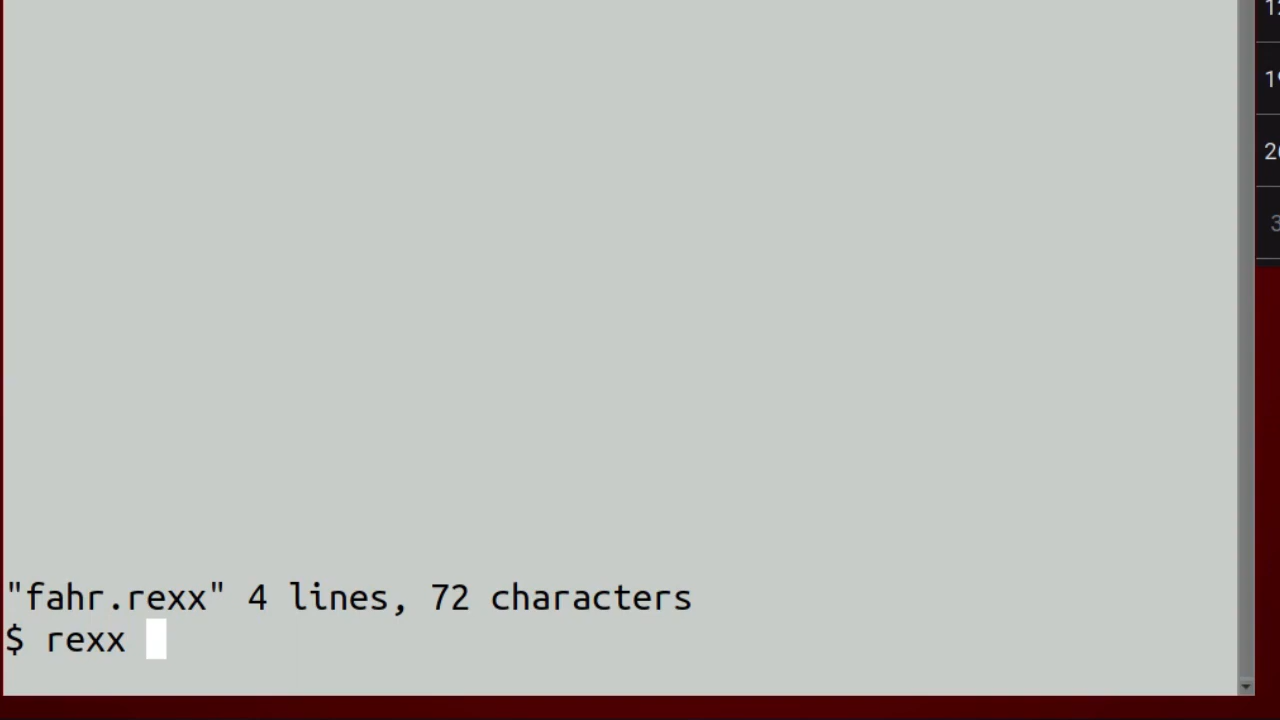 "fahr.rexx" 4 lines, 72 characters
$ rexx